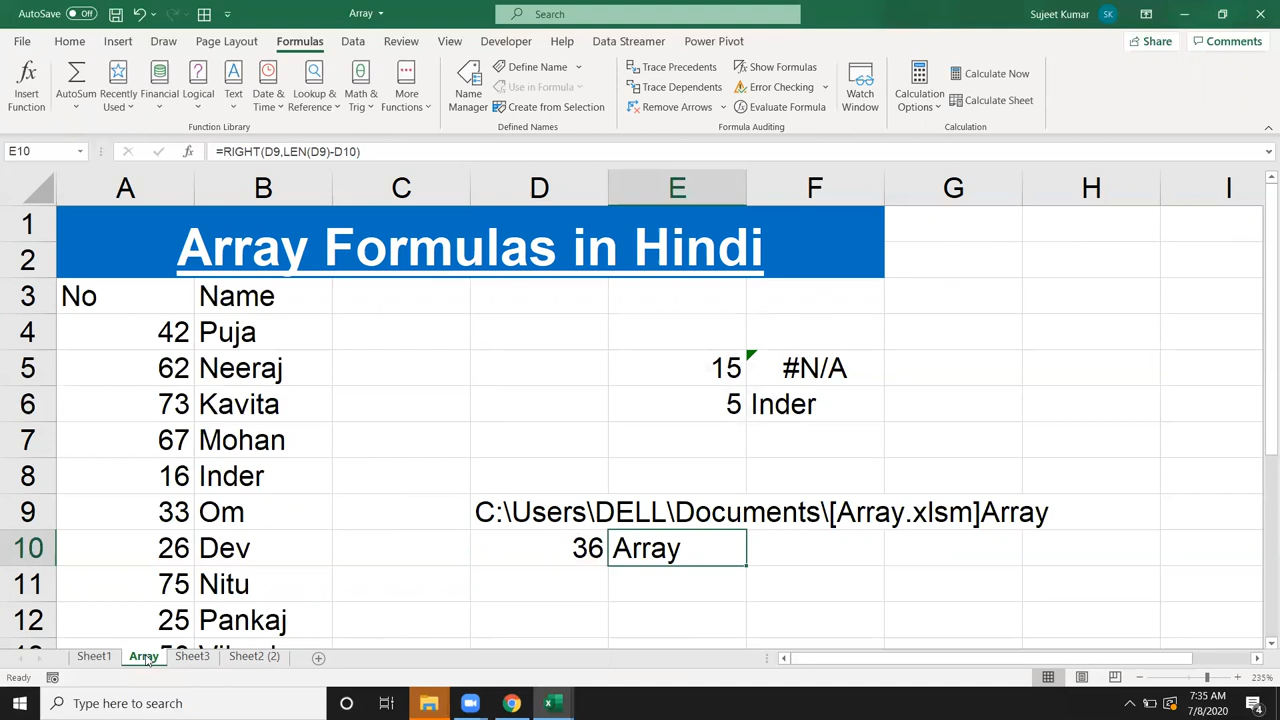 AutoSave Off Array Search Sujeet Kumar SK
File Home Insert Draw Page Layout Formulas Data Review View Developer Help Data Streamer Power Pivot Share Comments
Insert Function AutoSum Recently Used Financial Logical Text Date & Time Lookup & Reference Math & Trig More Functions
Name Manager Define Name Use in Formula Create from Selection
Trace Precedents Trace Dependents Remove Arrows Show Formulas Error Checking Evaluate Formula Watch Window
Calculation Options Calculate Now Calculate Sheet
Function Library Defined Names Formula Auditing Calculation
E10 fx =RIGHT(D9,LEN(D9)-D10)
A B C D E F G H I
1
2 Array Formulas in Hindi
3 No Name
4 42 Puja
5 62 Neeraj 15 #N/A
6 73 Kavita 5 Inder
7 67 Mohan
8 16 Inder
9 33 Om C:\Users\DELL\Documents\[Array.xlsm]Array
10 26 Dev 36 Array
11 75 Nitu
12 25 Pankaj
Sheet1 Array Sheet3 Sheet2 (2)
Ready 235%
Type here to search 7:35 AM
7/8/2020 4